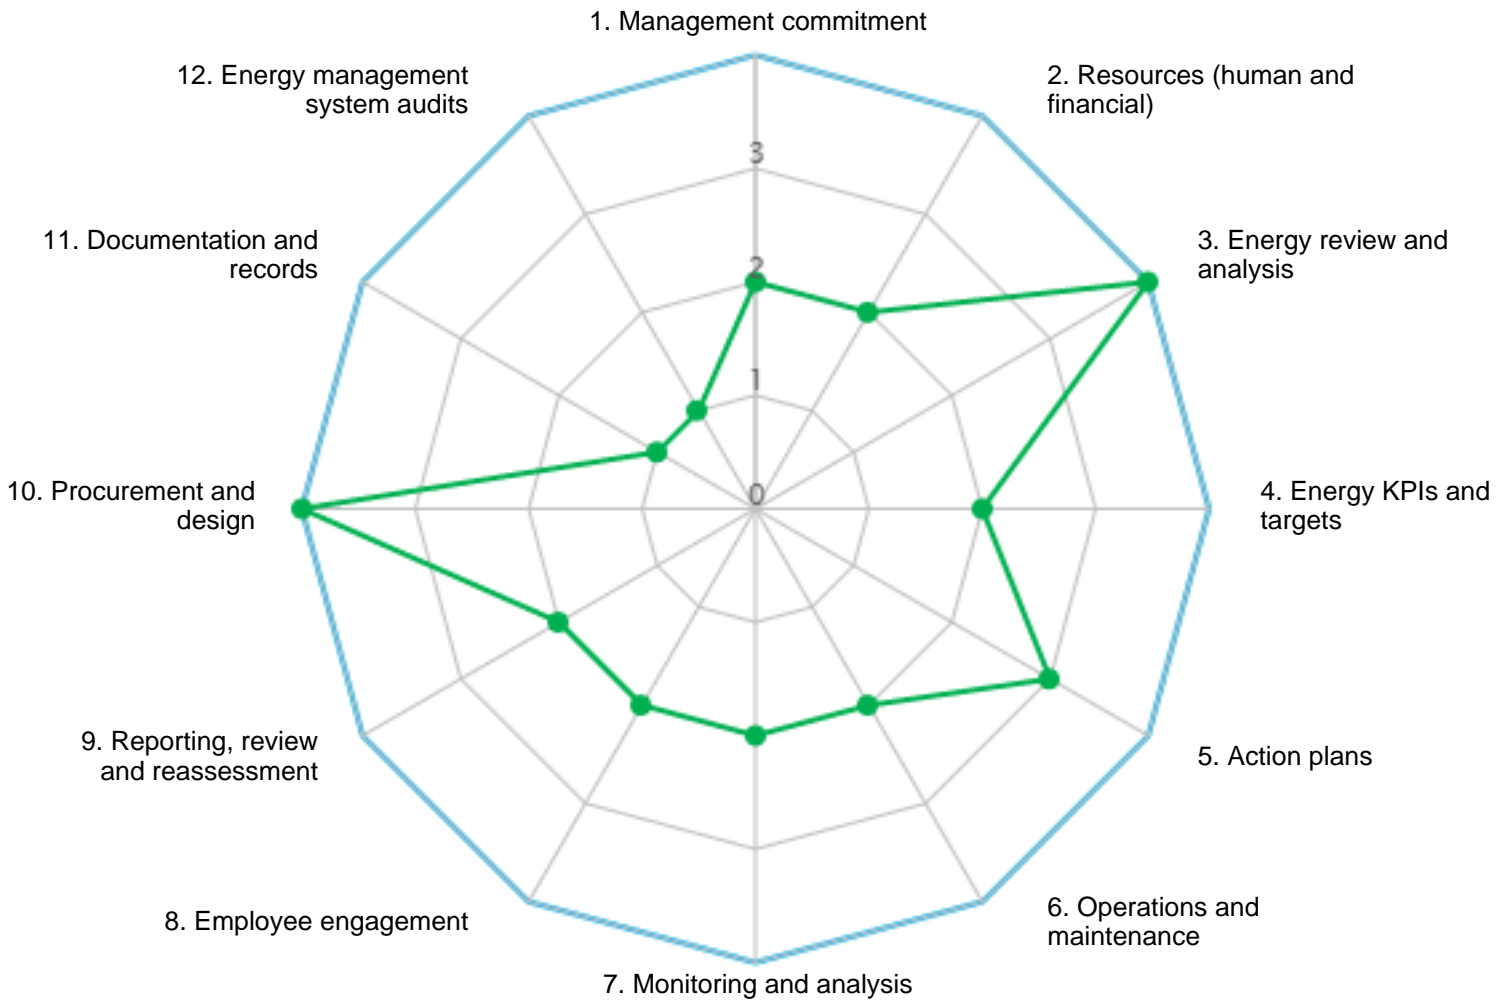 1. Management commitment
2. Resources (human and
financial)
3. Energy review and
analysis
4. Energy KPIs and
targets
5. Action plans
6. Operations and
maintenance
7. Monitoring and analysis
8. Employee engagement
9. Reporting, review
and reassessment
10. Procurement and
design
11. Documentation and
records
12. Energy management
system audits
3
2
1
0